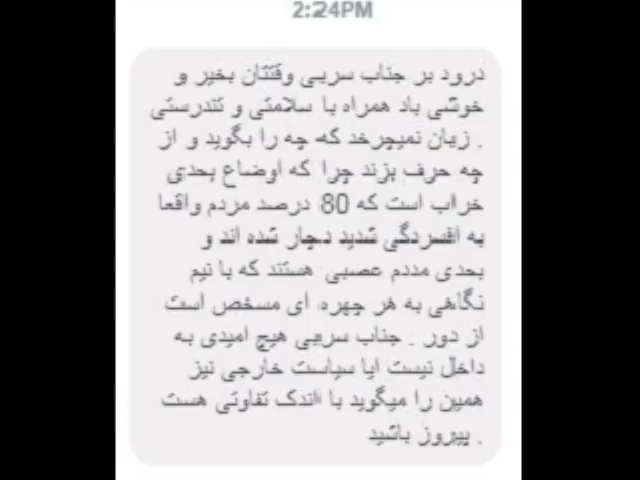 2:24PM
درود بر جناب سربی وقتتان بخیر و
خوشی باد همراه با سلامتی و تندرستی
. زبان نمیچرخد که چه را بگوید و از
چه حرف بزند چرا که اوضاع بحدی
خراب است که 80 درصد مردم واقعا
به افسردگی شدید دچار شده اند و
بحدی مددم عصبی هستند که با نیم
نگاهی به هر چهره ای مسخص است
از دور . جناب سربی هیچ امیدی به
داخل نیست ایا سیاست خارجی نیز
همین را میگوید با اندک تفاوتی هست
. پیروز باشید